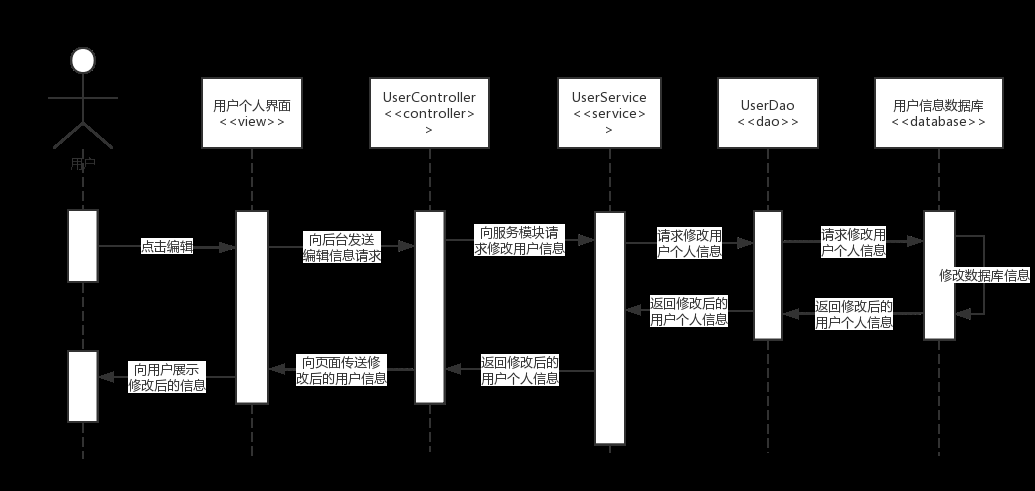 用户个人界面
<<view>>
UserController
<<controller>
>
UserService
<<service>
>
UserDao
<<dao>>
用户信息数据库
<<database>>
用户
点击编辑
向后台发送
编辑信息请求
向服务模块请
求修改用户信息
请求修改用
户个人信息
请求修改用
户个人信息
修改数据库信息
返回修改后的
用户个人信息
返回修改后的
用户个人信息
返回修改后的
用户个人信息
向页面传送修
改后的用户信息
向用户展示
修改后的信息